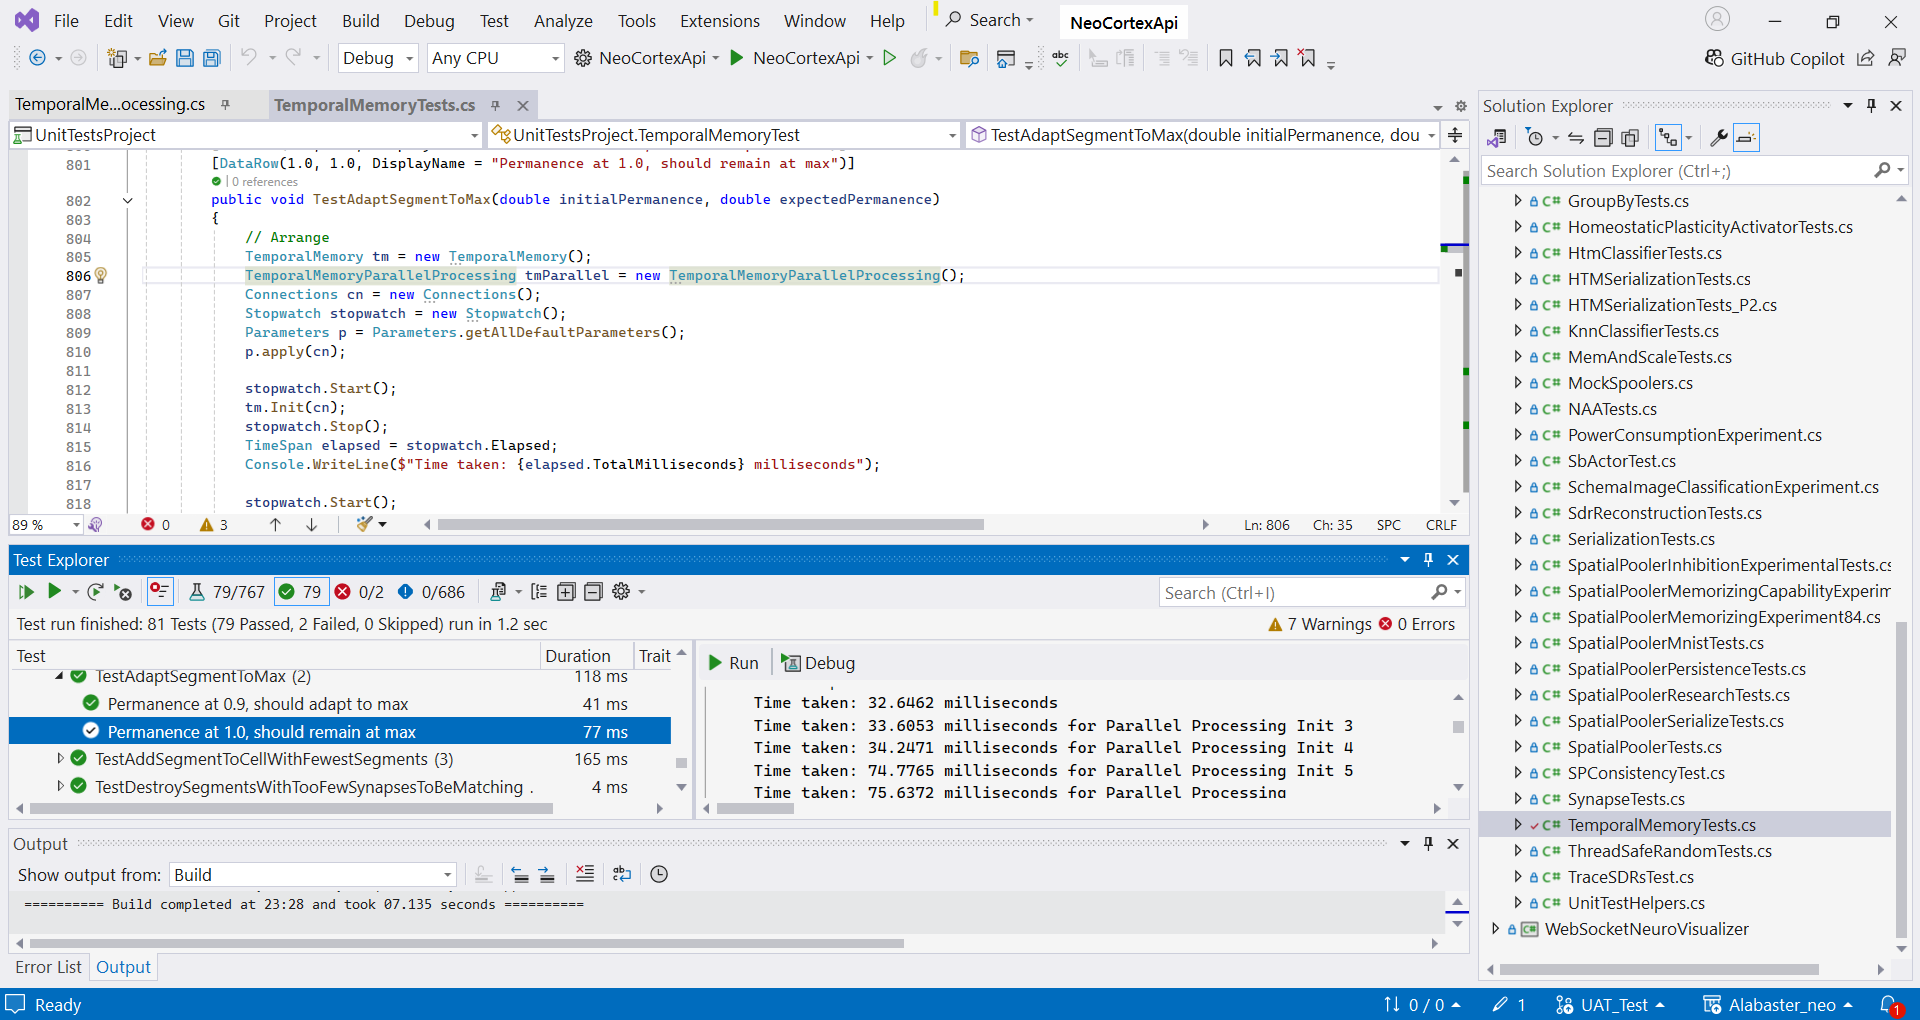 File Edit View Git Project Build Debug Test Analyze Tools Extensions Window Help Search NeoCortexApi
Debug Any CPU NeoCortexApi NeoCortexApi GitHub Copilot
TemporalMe...ocessing.cs TemporalMemoryTests.cs
UnitTestsProject UnitTestsProject.TemporalMemoryTest TestAdaptSegmentToMax(double initialPermanence, dou
801 [DataRow(1.0, 1.0, DisplayName = "Permanence at 1.0, should remain at max")]
| 0 references
802 public void TestAdaptSegmentToMax(double initialPermanence, double expectedPermanence)
803 {
804 // Arrange
805 TemporalMemory tm = new TemporalMemory();
806 TemporalMemoryParallelProcessing tmParallel = new TemporalMemoryParallelProcessing();
807 Connections cn = new Connections();
808 Stopwatch stopwatch = new Stopwatch();
809 Parameters p = Parameters.getAllDefaultParameters();
810 p.apply(cn);
811
812 stopwatch.Start();
813 tm.Init(cn);
814 stopwatch.Stop();
815 TimeSpan elapsed = stopwatch.Elapsed;
816 Console.WriteLine($"Time taken: {elapsed.TotalMilliseconds} milliseconds");
817
818 stopwatch.Start();
89 % 0 3 Ln: 806 Ch: 35 SPC CRLF
Test Explorer
79/767 79 0/2 0/686 Search (Ctrl+I)
Test run finished: 81 Tests (79 Passed, 2 Failed, 0 Skipped) run in 1.2 sec 7 Warnings 0 Errors
Test Duration Trait
TestAdaptSegmentToMax (2) 118 ms
Permanence at 0.9, should adapt to max 41 ms
Permanence at 1.0, should remain at max 77 ms
TestAddSegmentToCellWithFewestSegments (3) 165 ms
TestDestroySegmentsWithTooFewSynapsesToBeMatching . 4 ms
Run Debug
Time taken: 32.6462 milliseconds
Time taken: 33.6053 milliseconds for Parallel Processing Init 3
Time taken: 34.2471 milliseconds for Parallel Processing Init 4
Time taken: 74.7765 milliseconds for Parallel Processing Init 5
Time taken: 75.6372 milliseconds for Parallel Processing
Output
Show output from: Build
========== Build completed at 23:28 and took 07.135 seconds ==========
Error List Output
Solution Explorer
Search Solution Explorer (Ctrl+;)
C# GroupByTests.cs
C# HomeostaticPlasticityActivatorTests.cs
C# HtmClassifierTests.cs
C# HTMSerializationTests.cs
C# HTMSerializationTests_P2.cs
C# KnnClassifierTests.cs
C# MemAndScaleTests.cs
C# MockSpoolers.cs
C# NAATests.cs
C# PowerConsumptionExperiment.cs
C# SbActorTest.cs
C# SchemaImageClassificationExperiment.cs
C# SdrReconstructionTests.cs
C# SerializationTests.cs
C# SpatialPoolerInhibitionExperimentalTests.cs
C# SpatialPoolerMemorizingCapabilityExperim
C# SpatialPoolerMemorizingExperiment84.cs
C# SpatialPoolerMnistTests.cs
C# SpatialPoolerPersistenceTests.cs
C# SpatialPoolerResearchTests.cs
C# SpatialPoolerSerializeTests.cs
C# SpatialPoolerTests.cs
C# SPConsistencyTest.cs
C# SynapseTests.cs
C# TemporalMemoryTests.cs
C# ThreadSafeRandomTests.cs
C# TraceSDRsTest.cs
C# UnitTestHelpers.cs
C# WebSocketNeuroVisualizer
Ready 0 / 0 1 UAT_Test Alabaster_neo 1